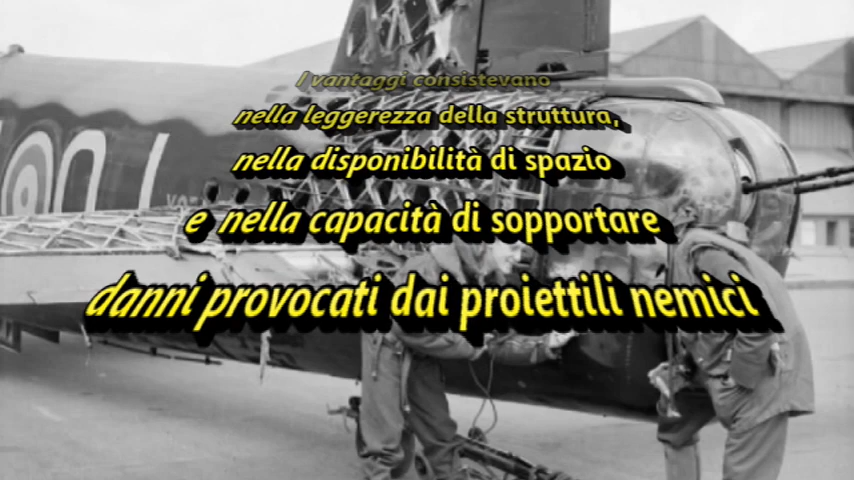 I vantaggi consistevano
nella leggerezza della struttura,
nella disponibilità di spazio
e nella capacità di sopportare
danni provocati dai proiettili nemici